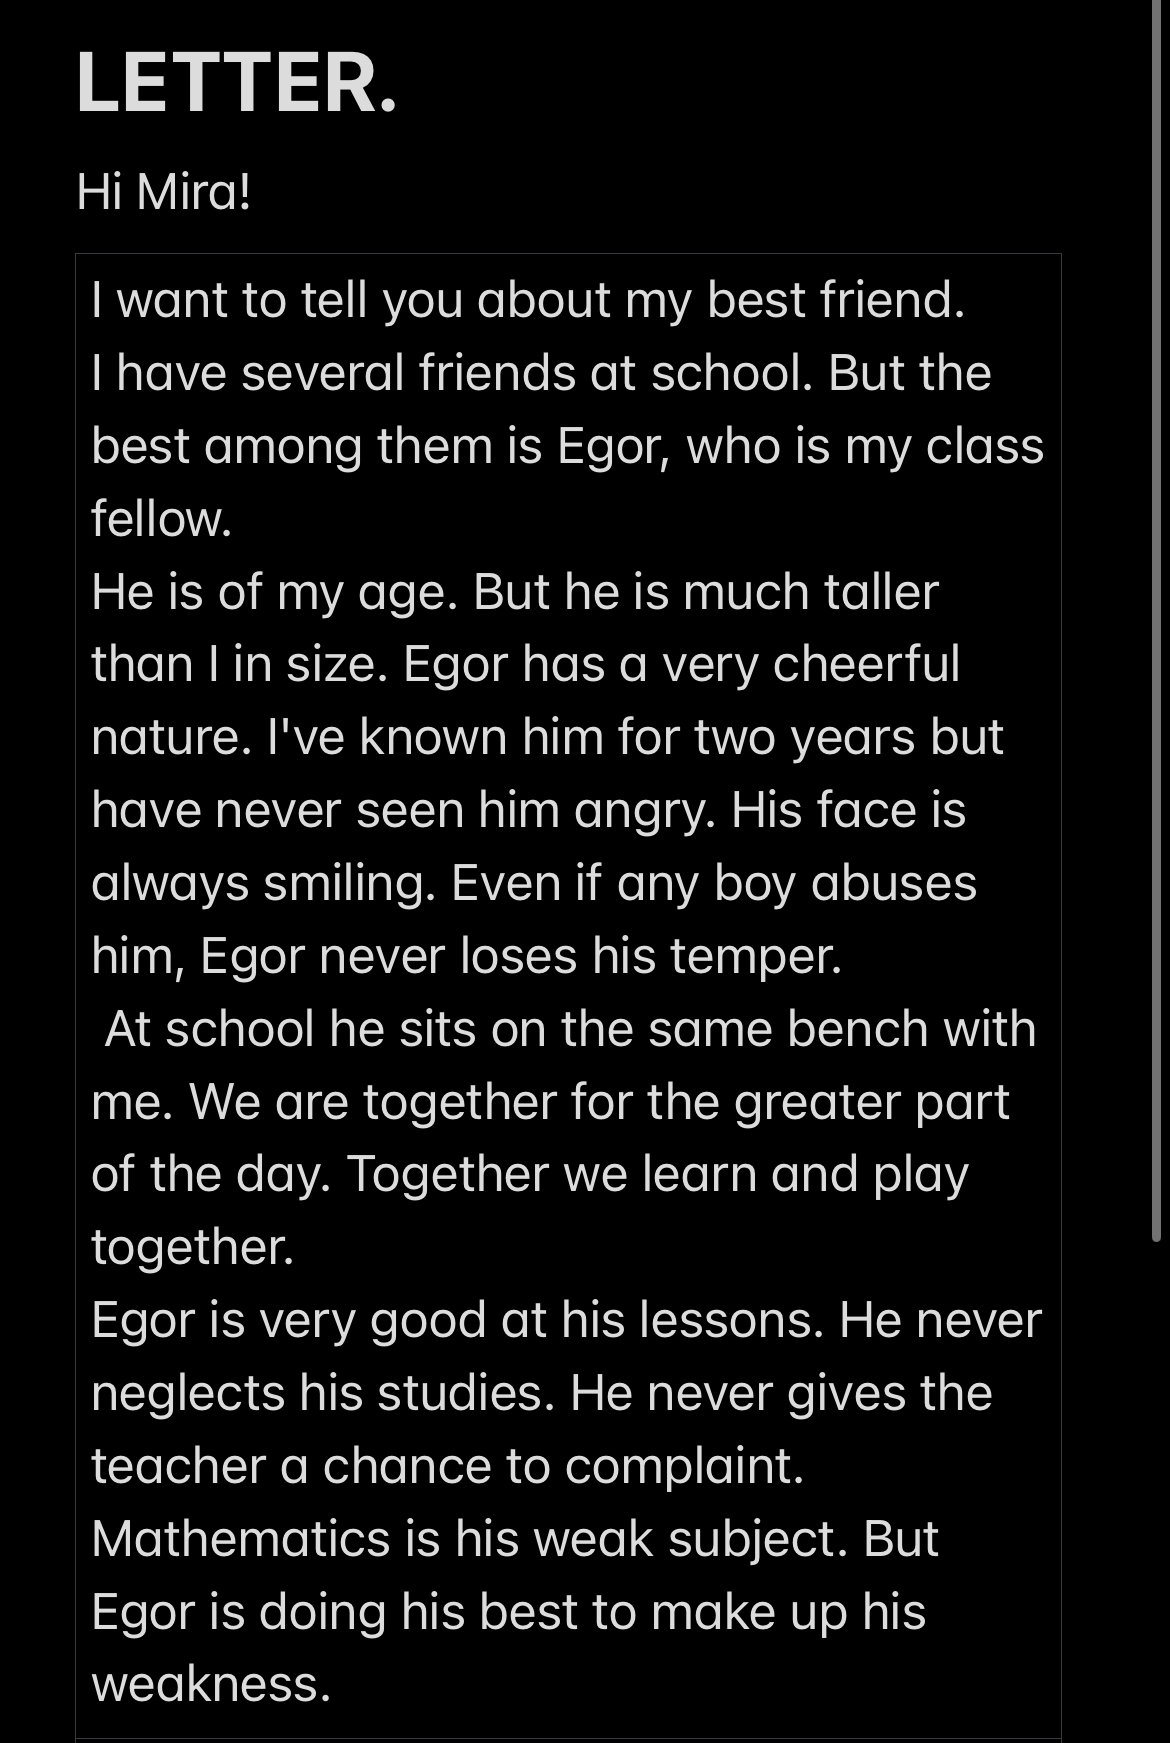 LETTER.
Hi Mira!
I want to tell you about my best friend.
I have several friends at school. But the
best among them is Egor, who is my class
fellow.
He is of my age. But he is much taller
than I in size. Egor has a very cheerful
nature. I've known him for two years but
have never seen him angry. His face is
always smiling. Even if any boy abuses
him, Egor never loses his temper.
At school he sits on the same bench with
me. We are together for the greater part
of the day. Together we learn and play
together.
Egor is very good at his lessons. He never
neglects his studies. He never gives the
teacher a chance to complaint.
Mathematics is his weak subject. But
Egor is doing his best to make up his
weakness.